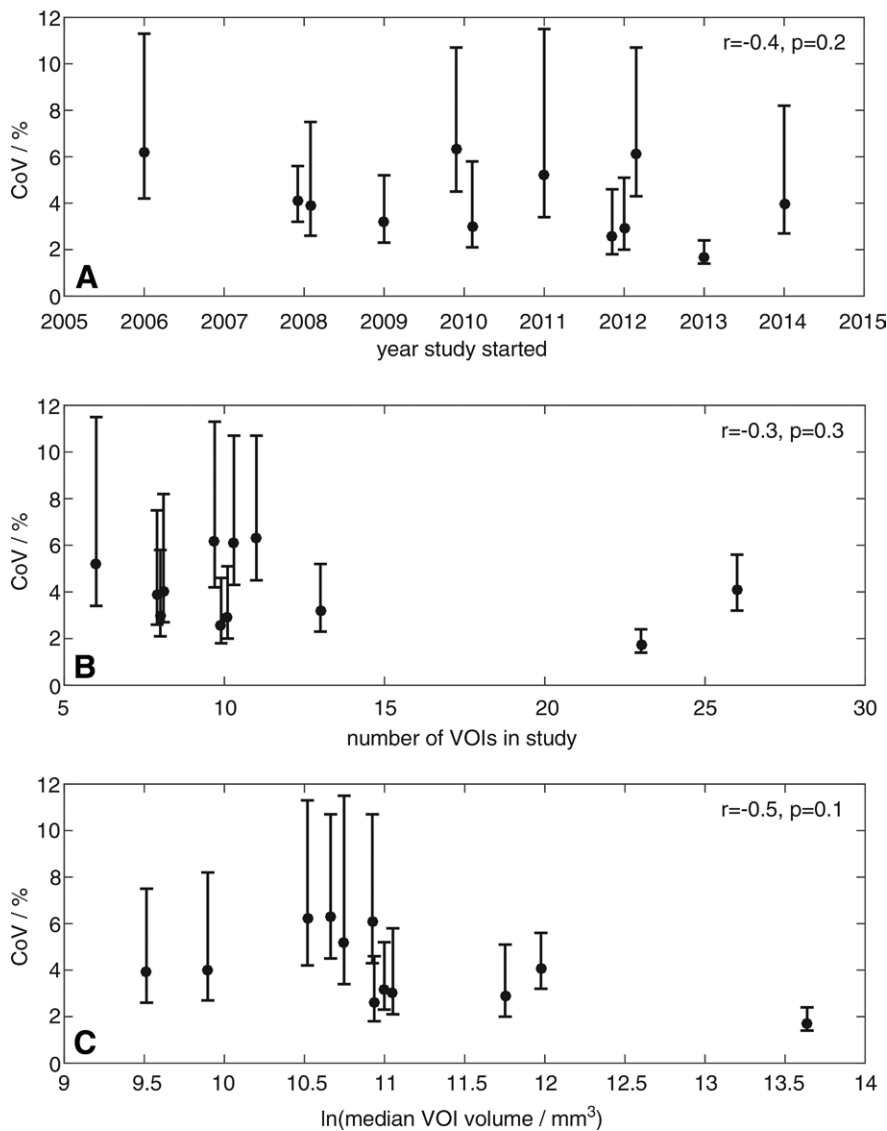 12
10
8
6
4
2
0
CoV / %
r=-0.4, p=0.2
A
2005 2006 2007 2008 2009 2010 2011 2012 2013 2014 2015
year study started
12
10
8
6
4
2
0
CoV / %
r=-0.3, p=0.3
B
5 10 15 20 25 30
number of VOIs in study
12
10
8
6
4
2
0
CoV / %
r=-0.5, p=0.1
C
9 9.5 10 10.5 11 11.5 12 12.5 13 13.5 14
ln(median VOI volume / mm³)